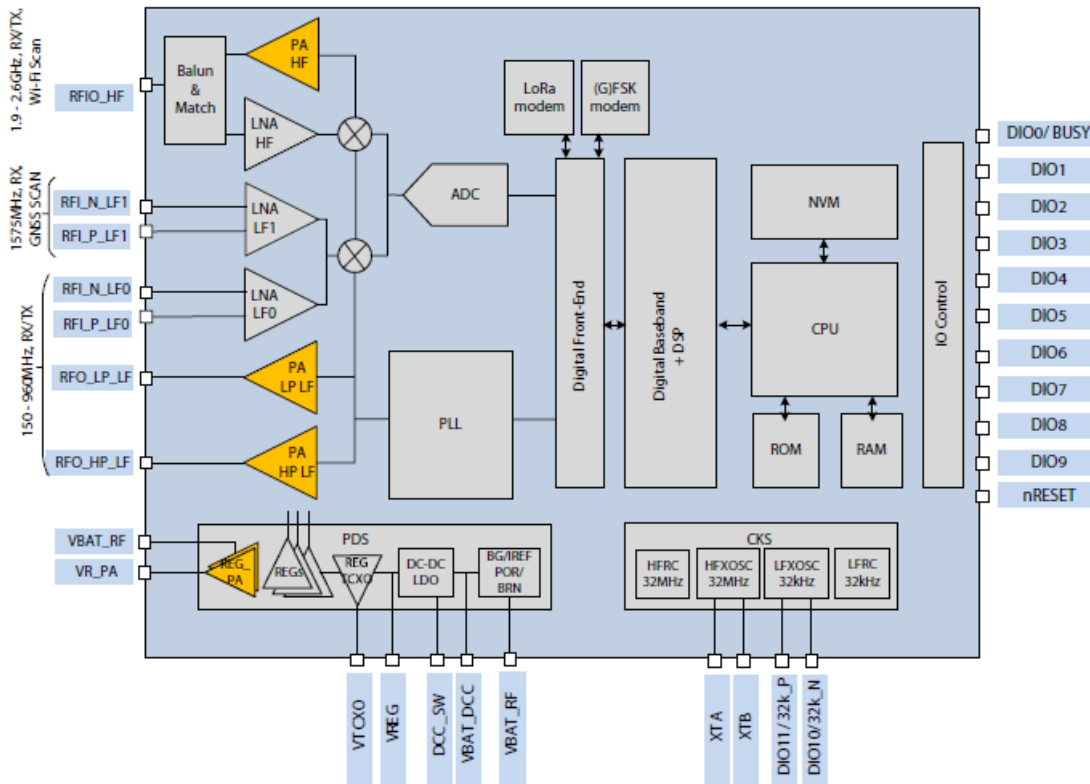 1.9 - 2.6GHz, RX/TX,
Wi-Fi Scan
RFIO_HF
Balun
&
Match
PA
HF
LNA
HF
1575MHz, RX,
GNSS SCAN
RFI_N_LF1
RFI_P_LF1
LNA
LF1
150 - 960MHz, RX/TX
RFI_N_LF0
RFI_P_LF0
LNA
LF0
RFO_LP_LF
PA
LP LF
RFO_HP_LF
PA
HP LF
ADC
PLL
LoRa
modem
(G)FSK
modem
Digital Front-End
Digital Baseband
+ DSP
NVM
CPU
ROM
RAM
IO Control
DIO0/ BUSY
DIO1
DIO2
DIO3
DIO4
DIO5
DIO6
DIO7
DIO8
DIO9
nRESET
VBAT_RF
VR_PA
PDS
REG_
PA
REGs
REG
TCXO
DC-DC
LDO
BG/IREF
POR/
BRN
CKS
HFRC
32MHz
HFXOSC
32MHz
LFXOSC
32kHz
LFRC
32kHz
VTCXO
VREG
DCC_SW
VBAT_DCC
VBAT_RF
XTA
XTB
DIO11/32k_P
DIO10/32k_N